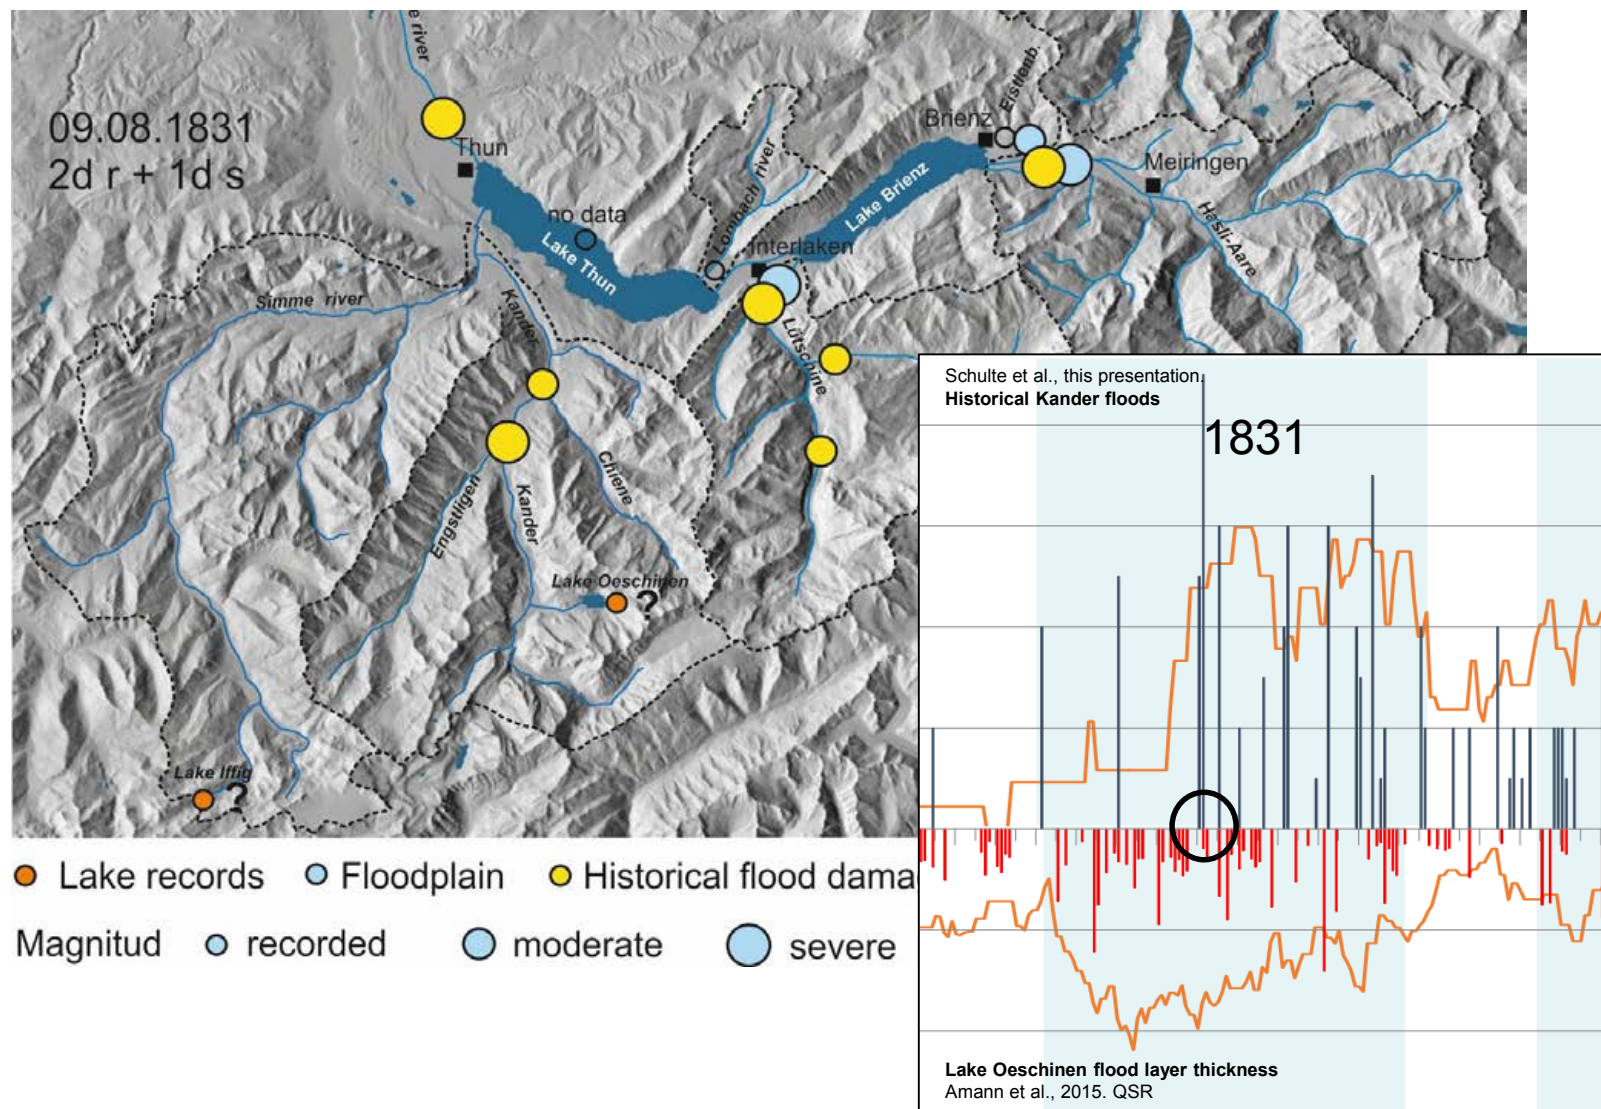 e river
09.08.1831
2d r + 1d s
Thun
no data
Lake Thun
Lombach river
Interlaken
Lake Brienz
Brienz
Eistlenb.
Meiringen
Hasli-Aare
Simme river
Kander
Lütschine
Engstligen
Kander
Chiene
Lake Oeschinen
?
Lake Iffig
?
Lake records
Floodplain
Historical flood dama
Magnitud
recorded
moderate
severe
Schulte et al., this presentation.
Historical Kander floods
1831
Lake Oeschinen flood layer thickness
Amann et al., 2015. QSR